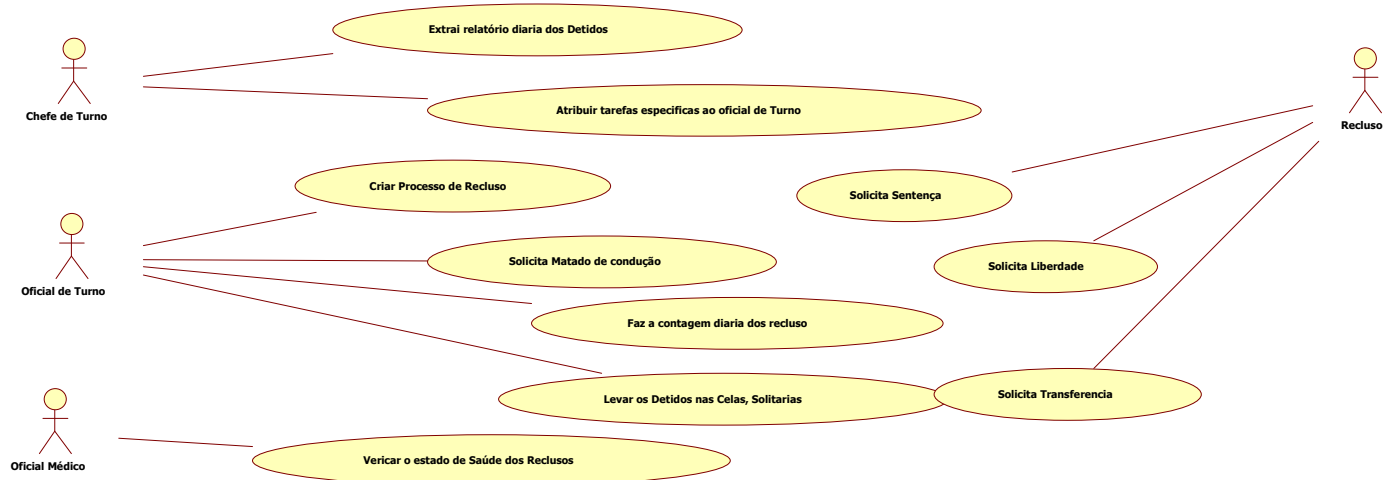 Extrai relatório diaria dos Detidos
Chefe de Turno
Atribuir tarefas especificas ao oficial de Turno
Recluso
Criar Processo de Recluso
Solicita Sentença
Oficial de Turno
Solicita Matado de condução
Solicita Liberdade
Faz a contagem diaria dos recluso
Levar os Detidos nas Celas, Solitarias
Solicita Transferencia
Oficial Médico
Vericar o estado de Saúde dos Reclusos